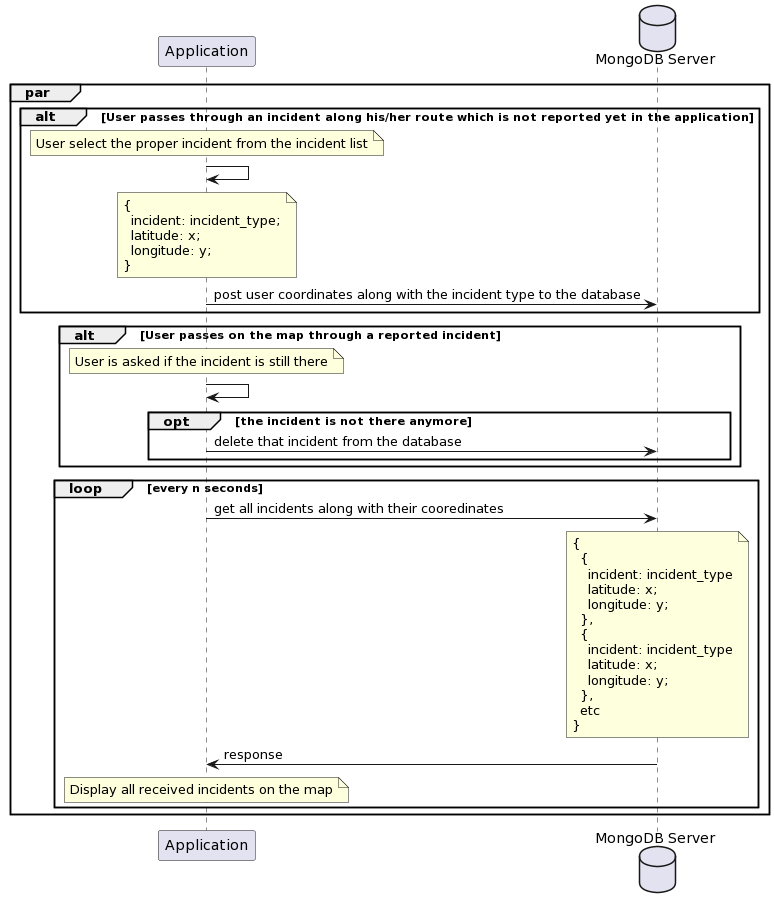 Application
MongoDB Server
par
alt [User passes through an incident along his/her route which is not reported yet in the application]
User select the proper incident from the incident list
{
incident: incident_type;
latitude: x;
longitude: y;
}
post user coordinates along with the incident type to the database
alt [User passes on the map through a reported incident]
User is asked if the incident is still there
opt [the incident is not there anymore]
delete that incident from the database
loop [every n seconds]
get all incidents along with their cooredinates
{
{
incident: incident_type
latitude: x;
longitude: y;
},
{
incident: incident_type
latitude: x;
longitude: y;
},
etc
}
response
Display all received incidents on the map
Application
MongoDB Server